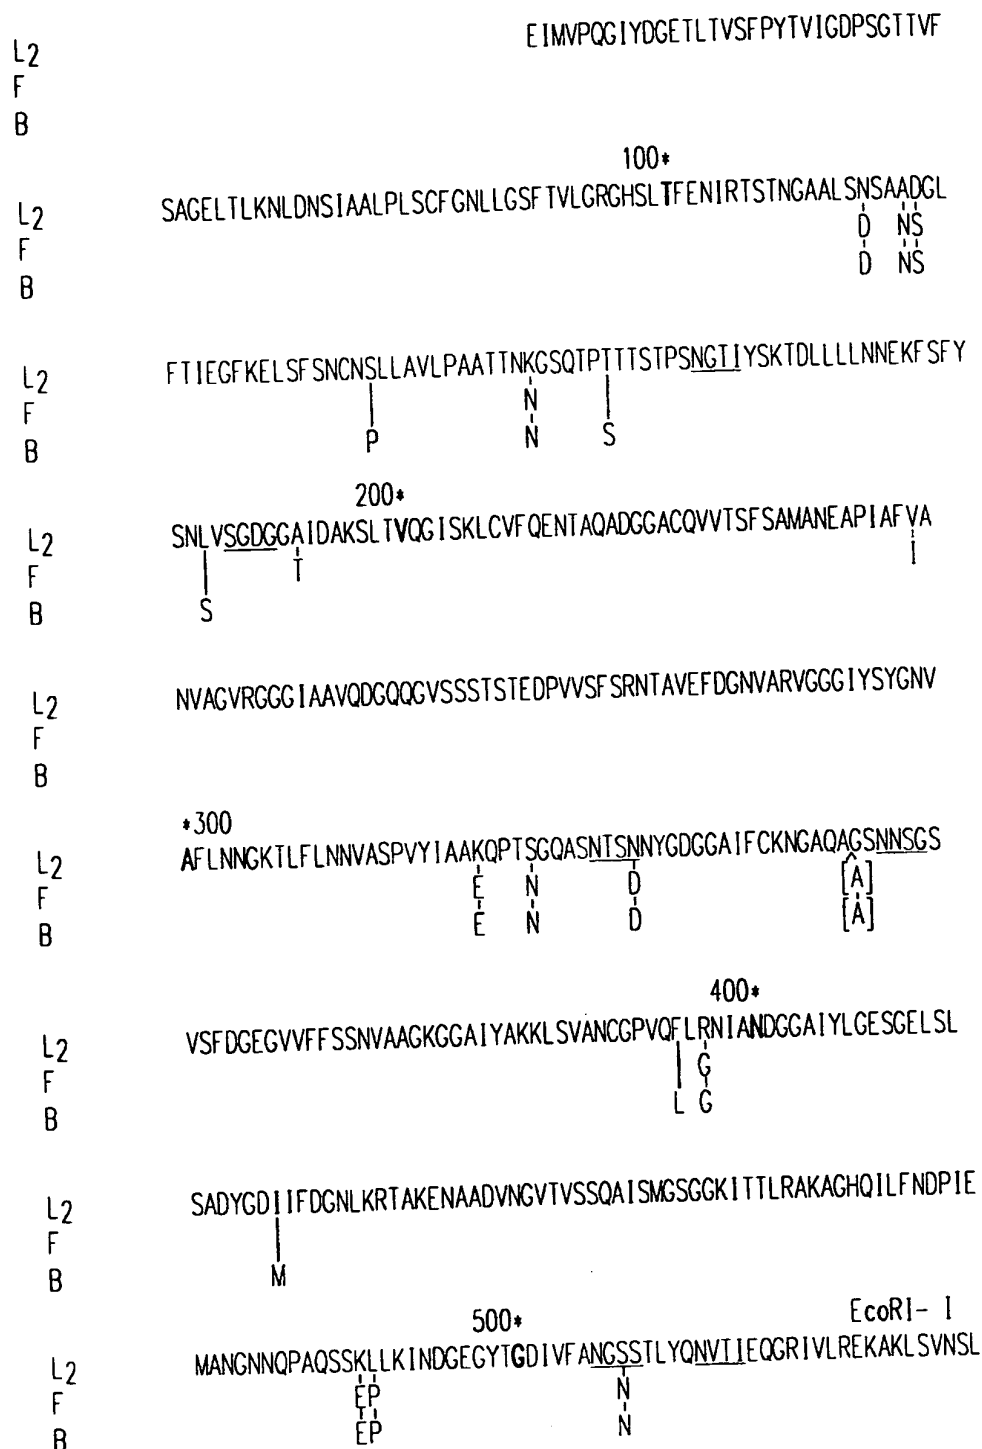 EIMVPQGIYDGETLTVSFPYTVIGDPSGTTVF
L2
F
B
100*
L2 SAGELTLKNLDNSIAALPLSCFGNLLGSFTVLGRGHSLTFENIRTSTNGAALSNSAADGL
F D NS
B D NS
L2 FTIEGFKELSFSNCNSLLAVLPAATTNKGSQTPTTTSTPSNGTIYSKTDLLLLNNEKFSFY
F N
B P N S
200*
L2 SNLVSGDGGAIDAKSLTVQGISKLCVFQENTAQADGGACQVVTSFSAMANEAPIAFVA
F T I
B S
L2 NVAGVRGGGIAAVQDGQQGVSSSTSTEDPVVSFSRNTAVEFDGNVARVGGGIYSYGNV
F
B
*300
L2 AFLNNGKTLFLNNVASPVYIAAKQPTSGQASNTSNNYGDGGAIFCKNGAQAGSNNSGS
F E N D [A]
B E N D [A]
400*
L2 VSFDGEGVVFFSSNVAAGKGGAIYAKKLSVANCGPVQFLRNIANDGGAIYLGESGELSL
F G
B L G
L2 SADYGDIIFDGNLKRTAKENAADVNGVTVSSQAISMGSGGKITTLRAKAGHQILFNDPIE
F
B M
500* EcoRI- I
L2 MANGNNQPAQSSKLLKINDGEGYTGDIVFANGSSTLYQNVTIEQGRIVLREKAKLSVNSL
F EP N
B EP N